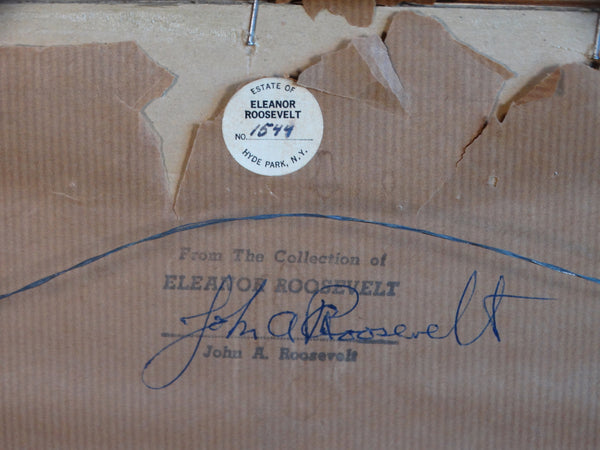 ESTATE OF
ELEANOR
ROOSEVELT
NO. 1544
HYDE PARK, N.Y.
From The Collection of
ELEANOR ROOSEVELT
John A Roosevelt
John A. Roosevelt